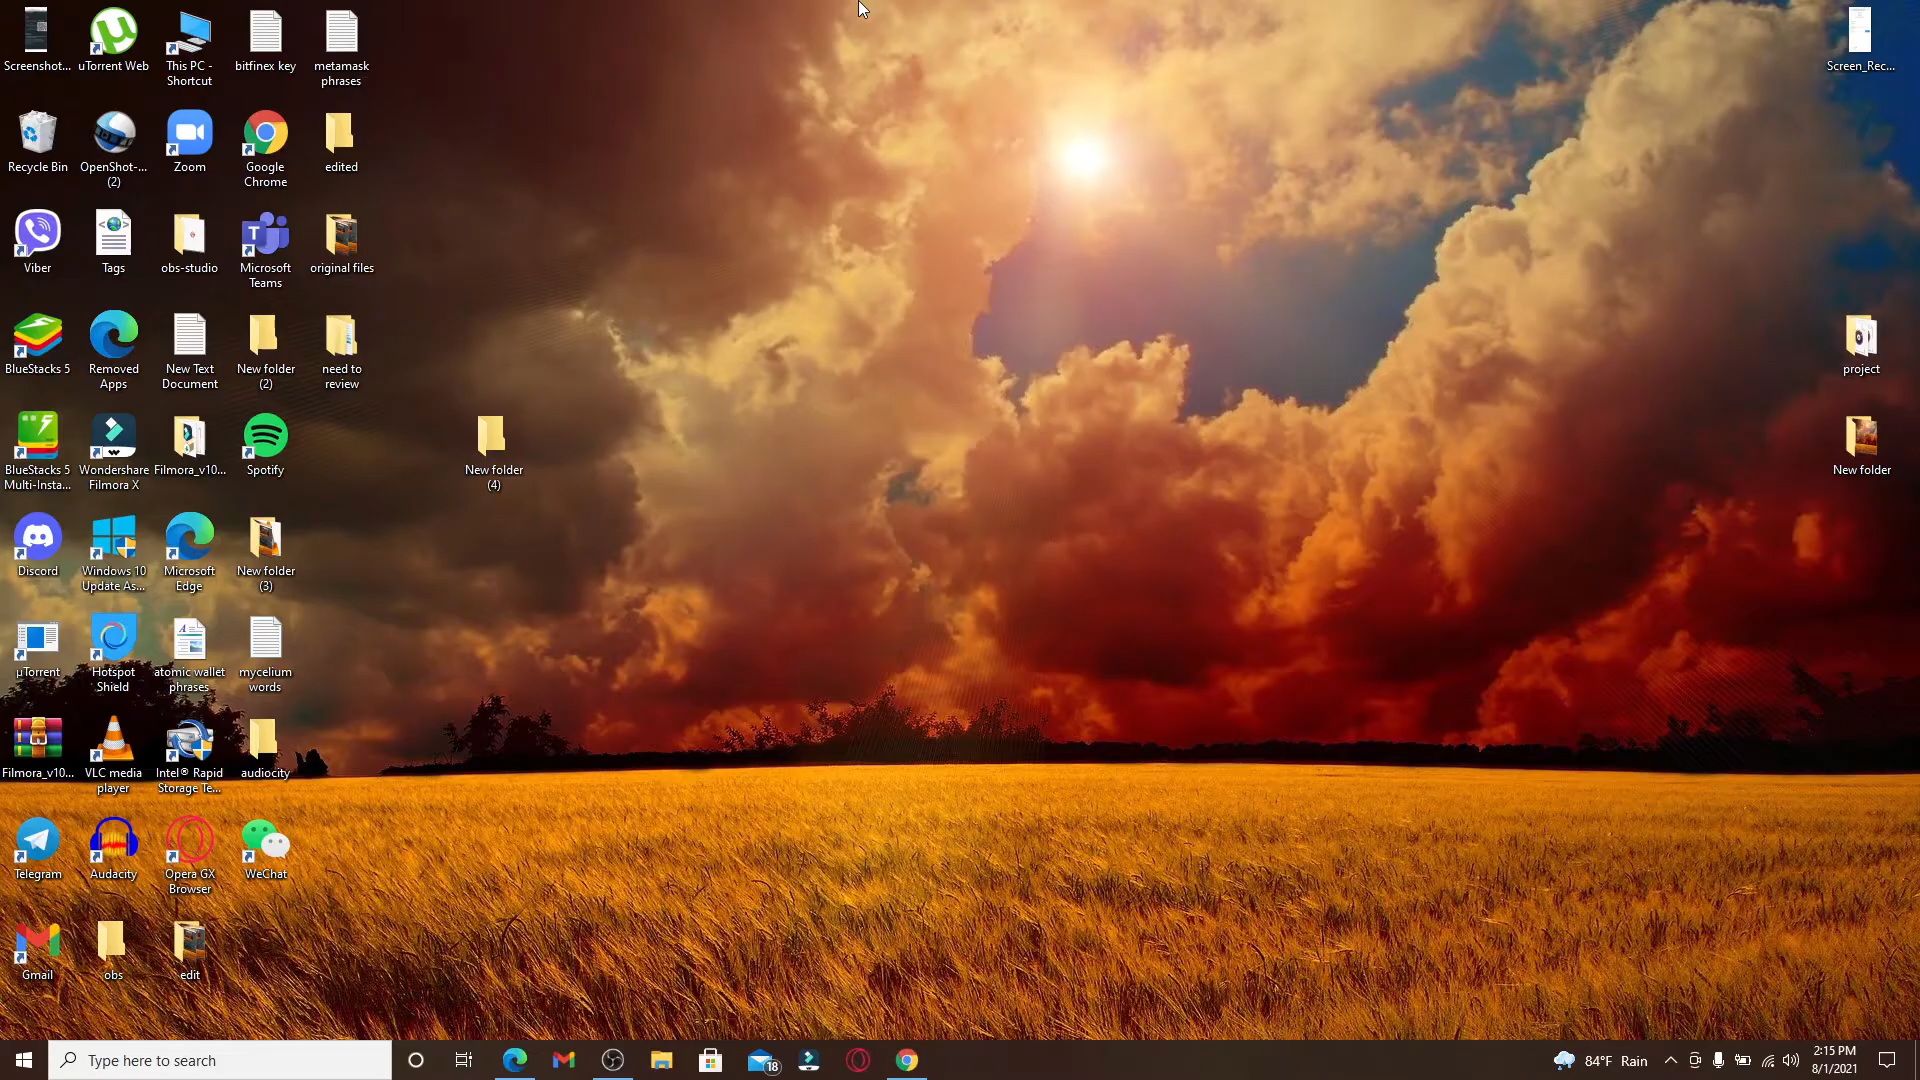 Screenshot...
uTorrent Web
This PC -
Shortcut
bitfinex key
metamask
phrases
Screen_Rec...
Recycle Bin
OpenShot-...
(2)
Zoom
Google
Chrome
edited
Viber
Tags
obs-studio
Microsoft
Teams
original files
BlueStacks 5
Removed
Apps
New Text
Document
New folder
(2)
need to
review
project
BlueStacks 5
Multi-Insta...
Wondershare
Filmora X
Filmora_v10...
Spotify
New folder
(4)
New folder
Discord
Windows 10
Update As...
Microsoft
Edge
New folder
(3)
µTorrent
Hotspot
Shield
atomic wallet
phrases
mycelium
words
Filmora_v10...
VLC media
player
Intel® Rapid
Storage Te...
audiocity
Telegram
Audacity
Opera GX
Browser
WeChat
Gmail
obs
edit
Type here to search
18
84°F Rain
2:15 PM
8/1/2021